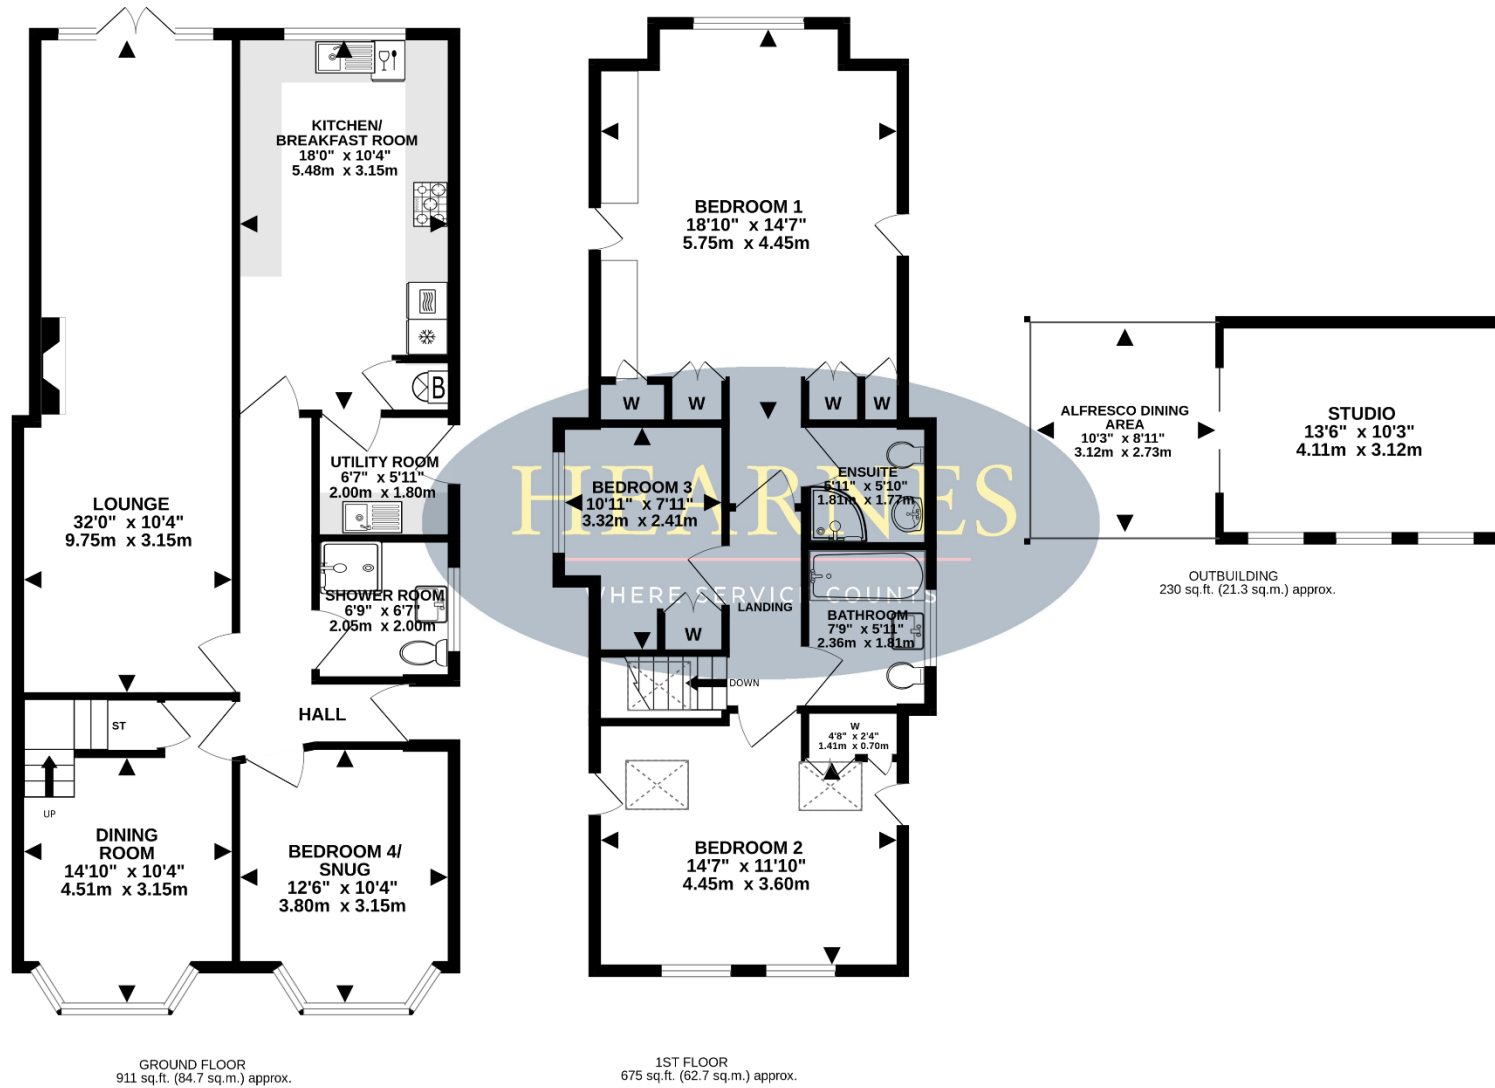 KITCHEN/
BREAKFAST ROOM
18'0" x 10'4"
5.48m x 3.15m
B
UTILITY ROOM
6'7" x 5'11"
2.00m x 1.80m
LOUNGE
32'0" x 10'4"
9.75m x 3.15m
SHOWER ROOM
6'9" x 6'7"
2.05m x 2.00m
HALL
ST
UP
DINING
ROOM
14'10" x 10'4"
4.51m x 3.15m
BEDROOM 4/
SNUG
12'6" x 10'4"
3.80m x 3.15m
GROUND FLOOR
911 sq.ft. (84.7 sq.m.) approx.
BEDROOM 1
18'10" x 14'7"
5.75m x 4.45m
W
W
W
W
HEARNES
WHERE SERVICE COUNTS
BEDROOM 3
10'11" x 7'11"
3.32m x 2.41m
ENSUITE
5'11" x 5'10"
1.81m x 1.77m
LANDING
W
BATHROOM
7'9" x 5'11"
2.36m x 1.81m
DOWN
W
4'8" x 2'4"
1.41m x 0.70m
BEDROOM 2
14'7" x 11'10"
4.45m x 3.60m
1ST FLOOR
675 sq.ft. (62.7 sq.m.) approx.
ALFRESCO DINING
AREA
10'3" x 8'11"
3.12m x 2.73m
STUDIO
13'6" x 10'3"
4.11m x 3.12m
OUTBUILDING
230 sq.ft. (21.3 sq.m.) approx.